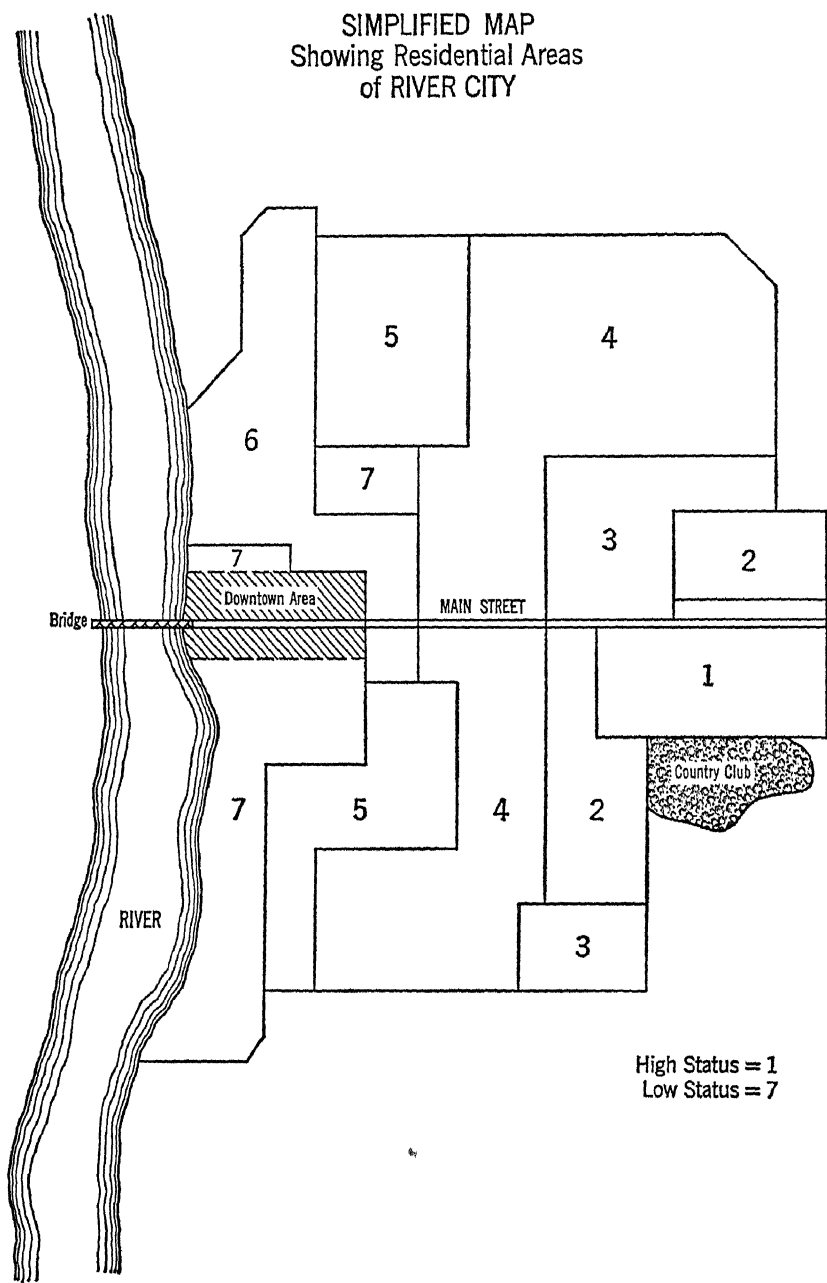 SIMPLIFIED MAP
Showing Residential Areas
of RIVER CITY
5
4
6
7
3
2
7
Downtown Area
MAIN STREET
Bridge
1
Country Club
7
5
4
2
RIVER
3
High Status = 1
Low Status = 7